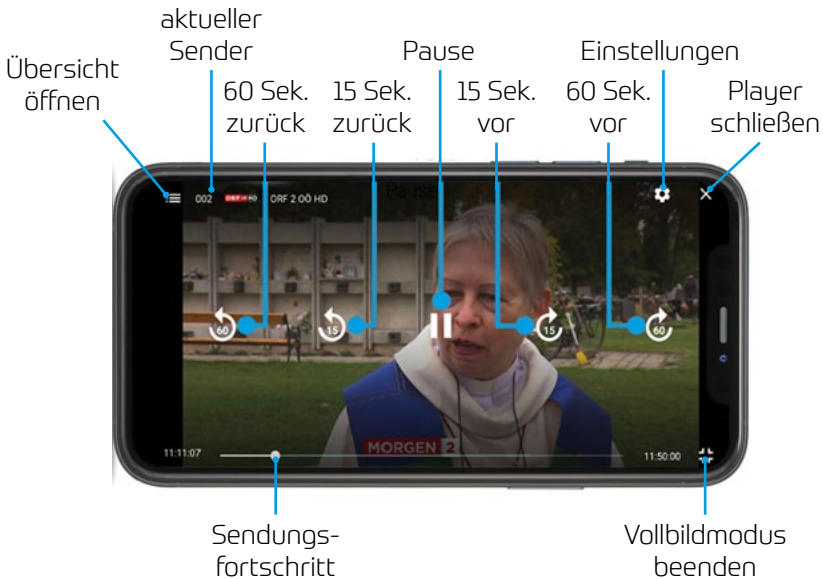 aktueller
Sender
Pause
Einstellungen
Übersicht
öffnen
60 Sek.
zurück
15 Sek.
zurück
15 Sek.
vor
60 Sek.
vor
Player
schließen
002 ORF 2 OÖ HD
Pause
60
15
15
60
MORGEN 2
11:11:07
11:50:00
Sendungs-
fortschritt
Vollbildmodus
beenden